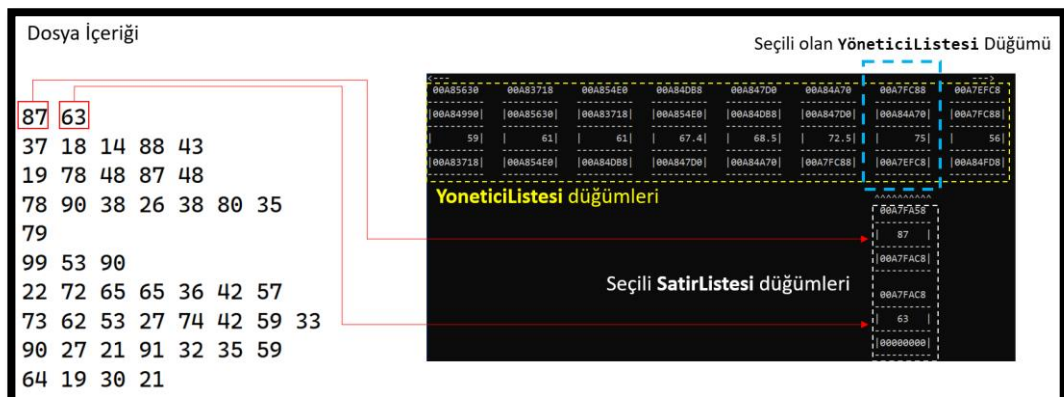 Dosya İçeriği
Seçili olan YöneticiListesi Düğümü
87 63
37 18 14 88 43
19 78 48 87 48
78 90 38 26 38 80 35
79
99 53 90
22 72 65 65 36 42 57
73 62 53 27 74 42 59 33
90 27 21 91 32 35 59
64 19 30 21
<--- --->
00A85630 00A83718 00A854E0 00A84DB8 00A847D0 00A84A70 00A7FC88 00A7EFC8
|00A84990| |00A85630| |00A83718| |00A854E0| |00A84DB8| |00A847D0| |00A84A70| |00A7FC88|
| 59| | 61| | 61| | 67.4| | 68.5| | 72.5| | 75| | 56|
|00A83718| |00A854E0| |00A84DB8| |00A847D0| |00A84A70| |00A7FC88| |00A7EFC8| |00A84FD8|
YoneticiListesi düğümleri
^^^^^^^^^^
00A7FA58
| 87 |
|00A7FAC8|
Seçili SatirListesi düğümleri
00A7FAC8
| 63 |
|00000000|